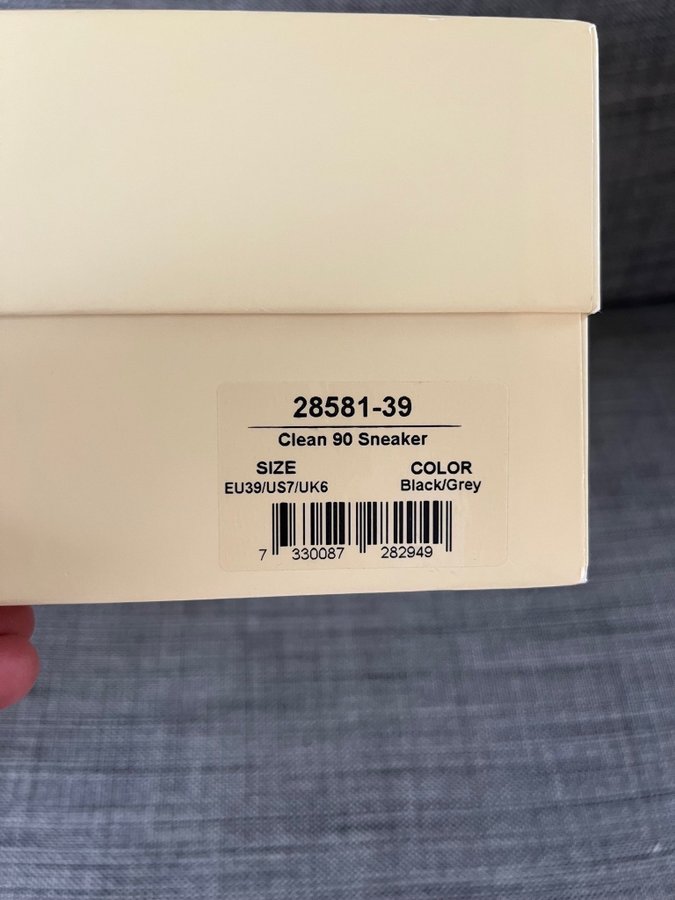 28581-39
Clean 90 Sneaker
SIZE COLOR
EU39/US7/UK6 Black/Grey
7 330087 282949